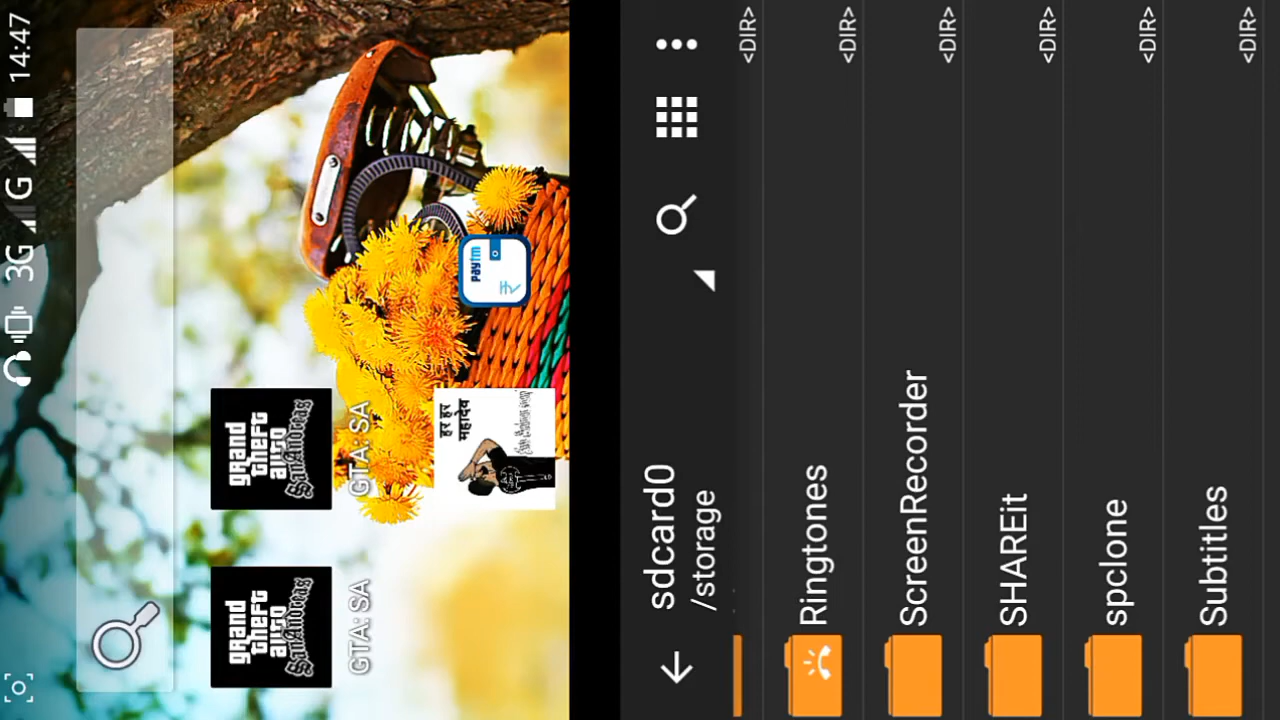 3G G 14:47
grand
theft
auto
San Andreas
GTA: SA
grand
theft
auto
San Andreas
GTA: SA
हर हर
महादेव
paytm
₹
sdcard0
/storage
<DIR>
Ringtones
<DIR>
ScreenRecorder
<DIR>
SHAREit
<DIR>
spclone
<DIR>
Subtitles
<DIR>